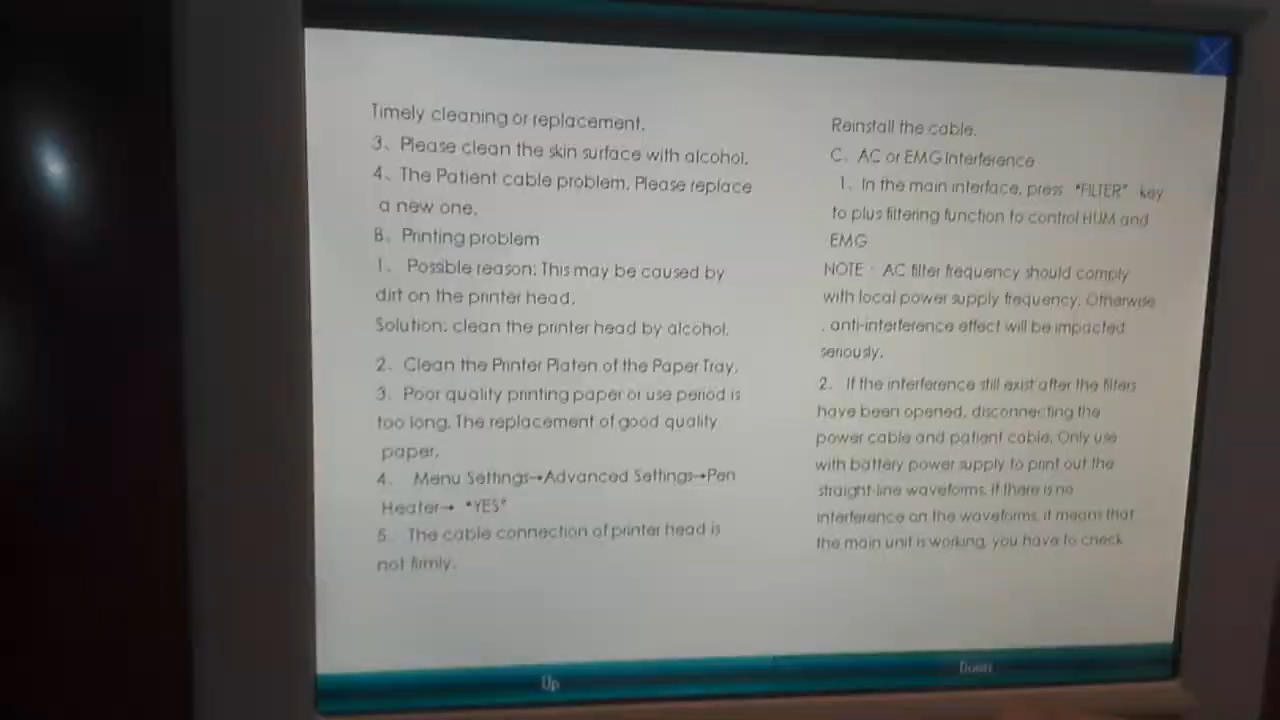 Timely cleaning or replacement.
3、Please clean the skin surface with alcohol.
4、The Patient cable problem. Please replace
a new one.
B、Printing problem
1、 Possible reason: This may be caused by
dirt on the printer head.
Solution: clean the printer head by alcohol.
2、Clean the Printer Platen of the Paper Tray.
3、Poor quality printing paper or use period is
too long. The replacement of good quality
paper.
4、 Menu Settings→Advanced Settings→Pen
Heater→ "YES"
5、 The cable connection of printer head is
not firmly.
Reinstall the cable.
C、AC or EMG Interference
1、In the main interface, press "FILTER" key
to plus filtering function to control HUM and
EMG
NOTE: AC filter frequency should comply
with local power supply frequency. Otherwise
, anti-interference effect will be impacted
seriously.
2、 If the interference still exist after the filters
have been opened, disconnecting the
power cable and patient cable. Only use
with battery power supply to print out the
straight-line waveforms. If there is no
interference on the waveforms, it means that
the main unit is working, you have to check
Up
Down